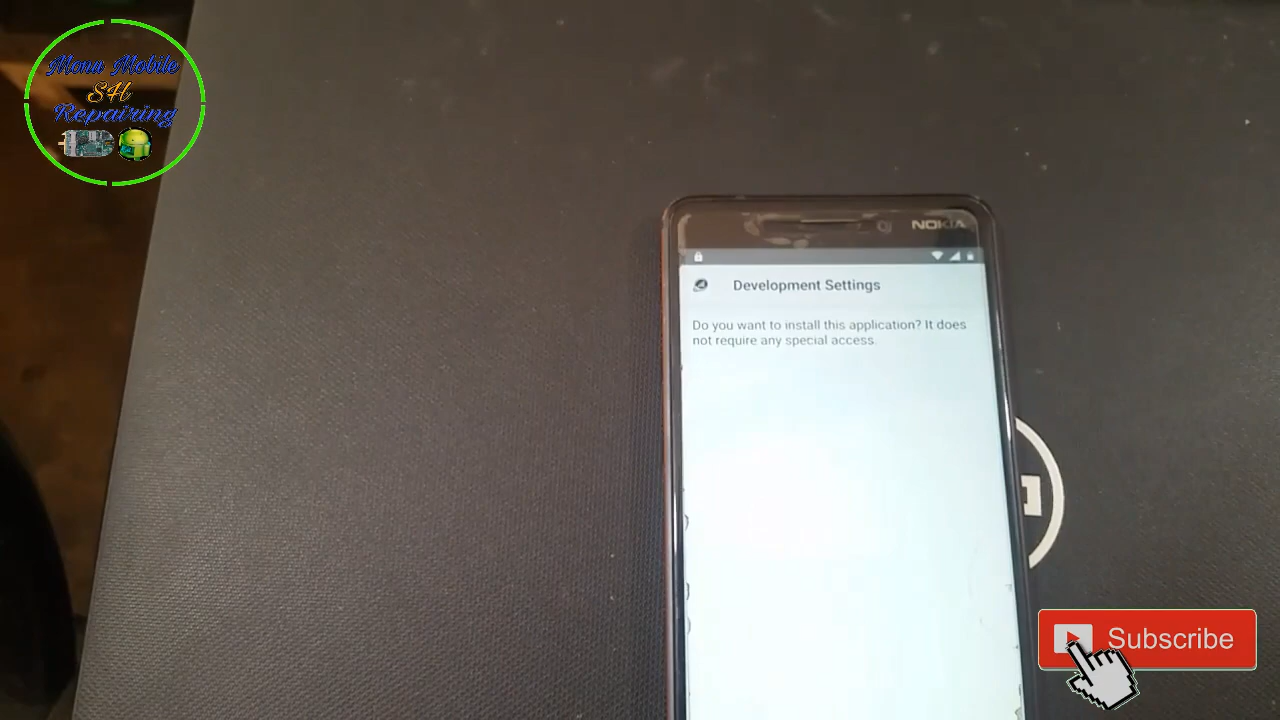 Mona Mobile
SH
Repairing
NOKIA
Development Settings
Do you want to install this application? It does
not require any special access.
Subscribe